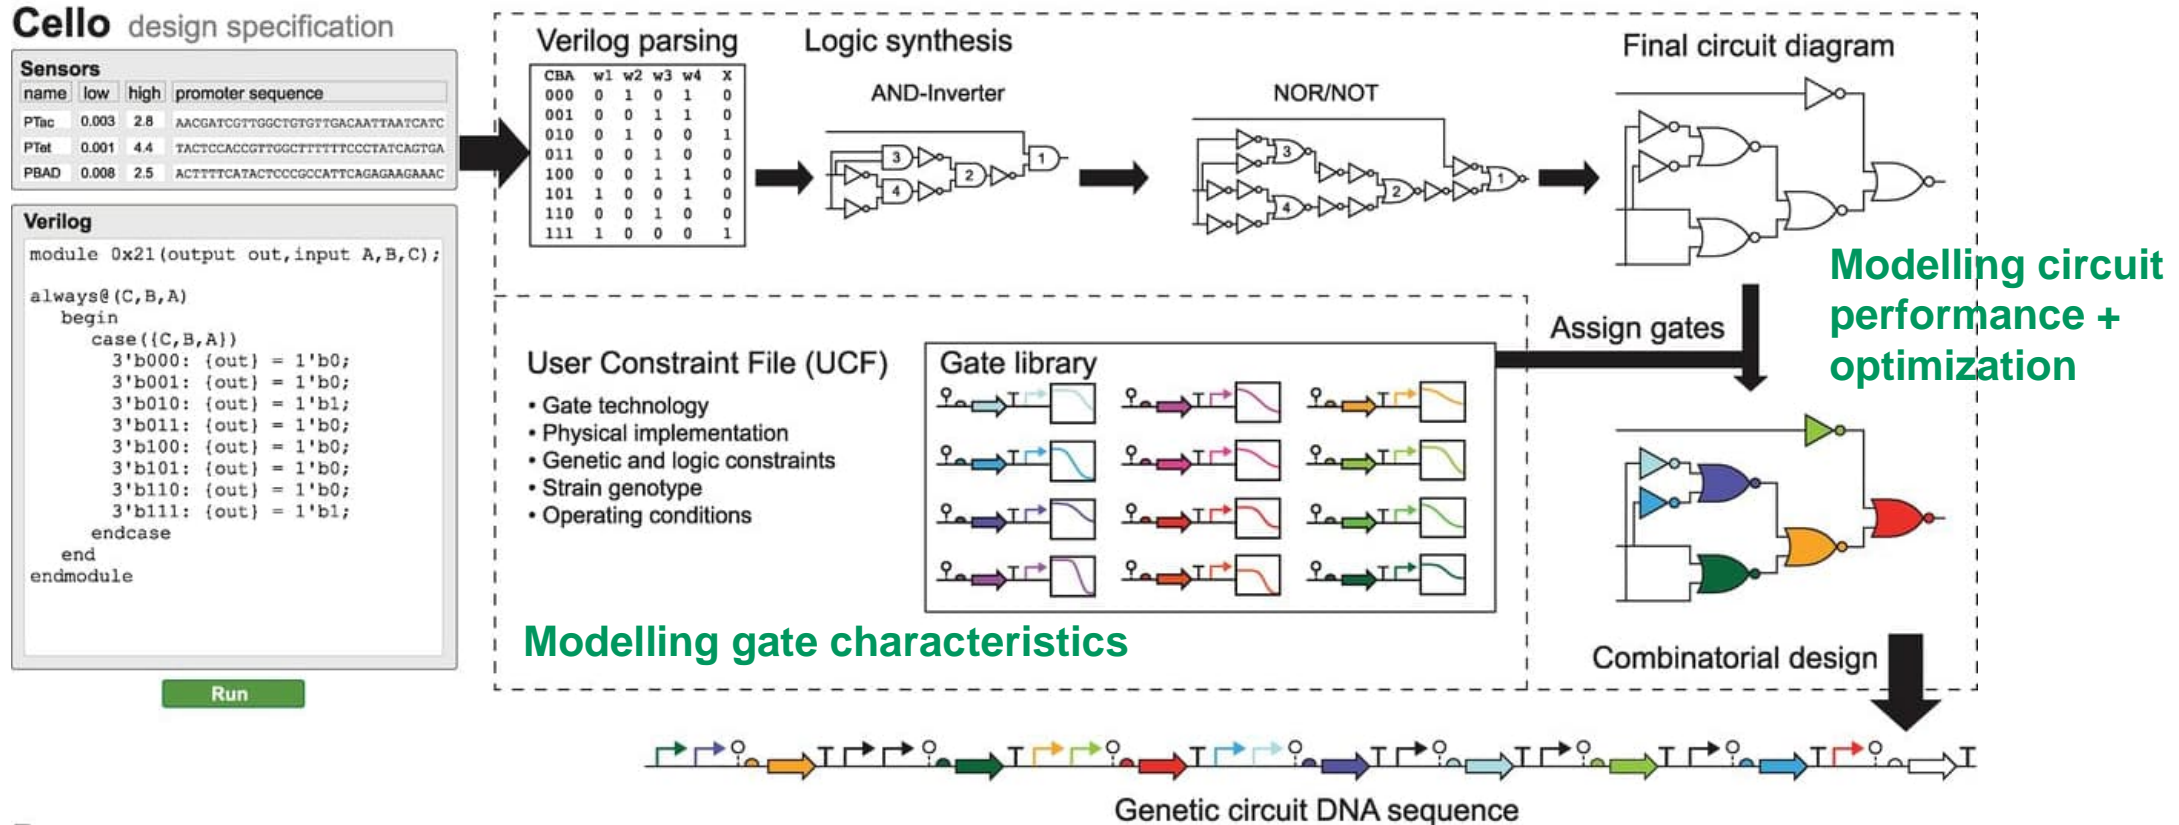 Cello design specification
Sensors
name low high promoter sequence
PTac 0.003 2.8 AACGATCGTTGGCTGTGTTGACAATTAATCATC
PTet 0.001 4.4 TACTCCACCGTTGGCTTTTTTCCCTATCAGTGA
PBAD 0.008 2.5 ACTTTTCATACTCCCGCCATTCAGAGAAGAAAC
Verilog
module 0x21(output out,input A,B,C);
always@(C,B,A)
begin
case({C,B,A})
3'b000: {out} = 1'b0;
3'b001: {out} = 1'b0;
3'b010: {out} = 1'b1;
3'b011: {out} = 1'b0;
3'b100: {out} = 1'b0;
3'b101: {out} = 1'b0;
3'b110: {out} = 1'b0;
3'b111: {out} = 1'b1;
endcase
end
endmodule
Run
Verilog parsing
CBA w1 w2 w3 w4 X
000 0 1 0 1 0
001 0 0 1 1 0
010 0 1 0 0 1
011 0 0 1 0 0
100 0 0 1 1 0
101 1 0 0 1 0
110 0 0 1 0 0
111 1 0 0 0 1
Logic synthesis
AND-Inverter
3
4
2
1
NOR/NOT
3
4
2
1
Final circuit diagram
Modelling circuit
performance +
optimization
Assign gates
User Constraint File (UCF)
• Gate technology
• Physical implementation
• Genetic and logic constraints
• Strain genotype
• Operating conditions
Gate library
T T T
T T T
T T T
T T T
Modelling gate characteristics
Combinatorial design
T T T T T T T T
Genetic circuit DNA sequence